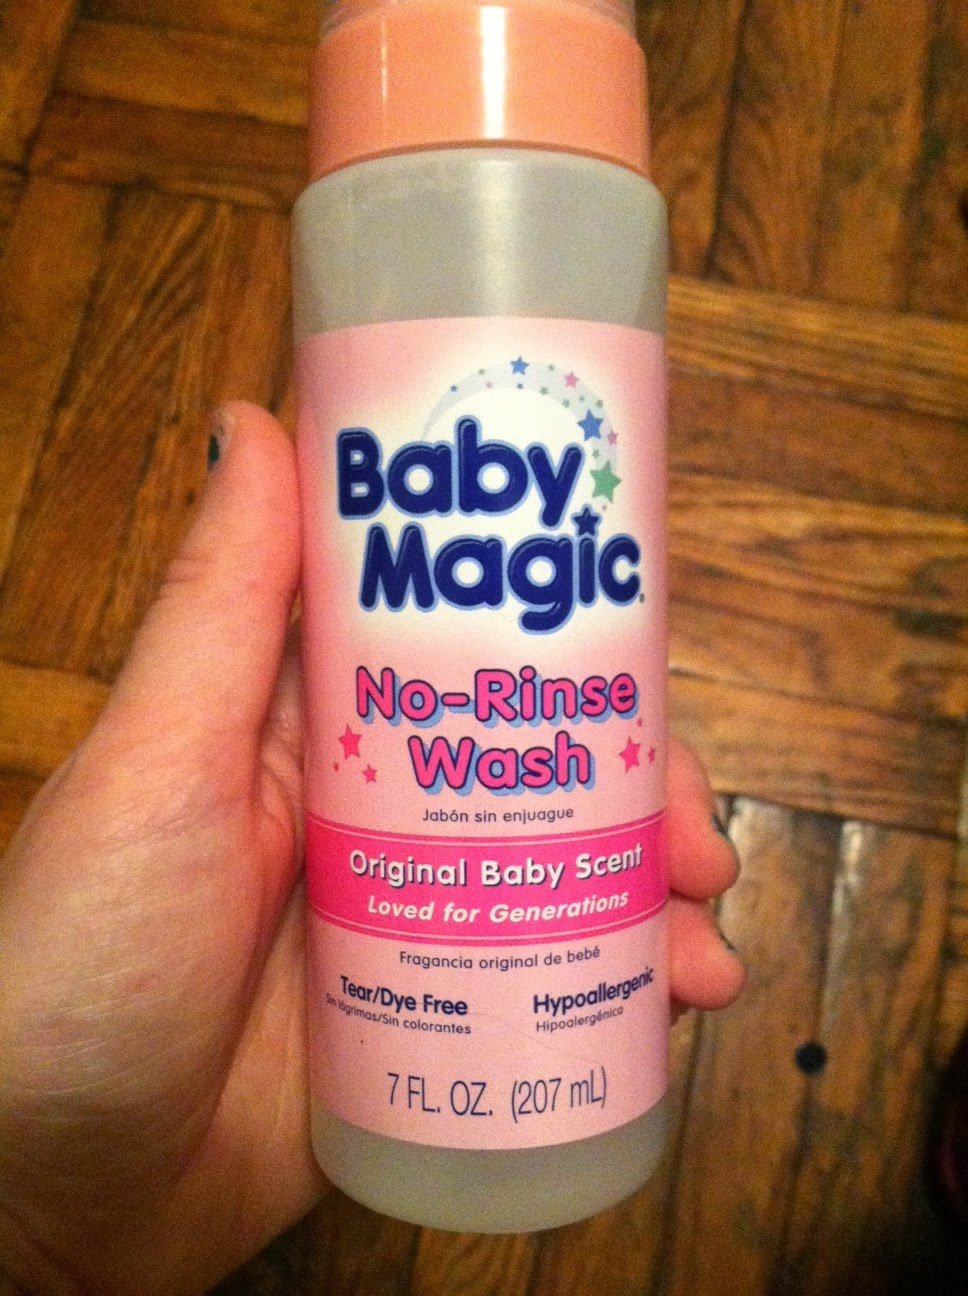 Baby
Magic®
No-Rinse
Wash
Jabón sin enjuague
Original Baby Scent
Loved for Generations
Fragancia original de bebé
Tear/Dye Free
Sin lágrimas/Sin colorantes
Hypoallergenic
Hipoalergénico
7 FL. OZ. (207 mL)